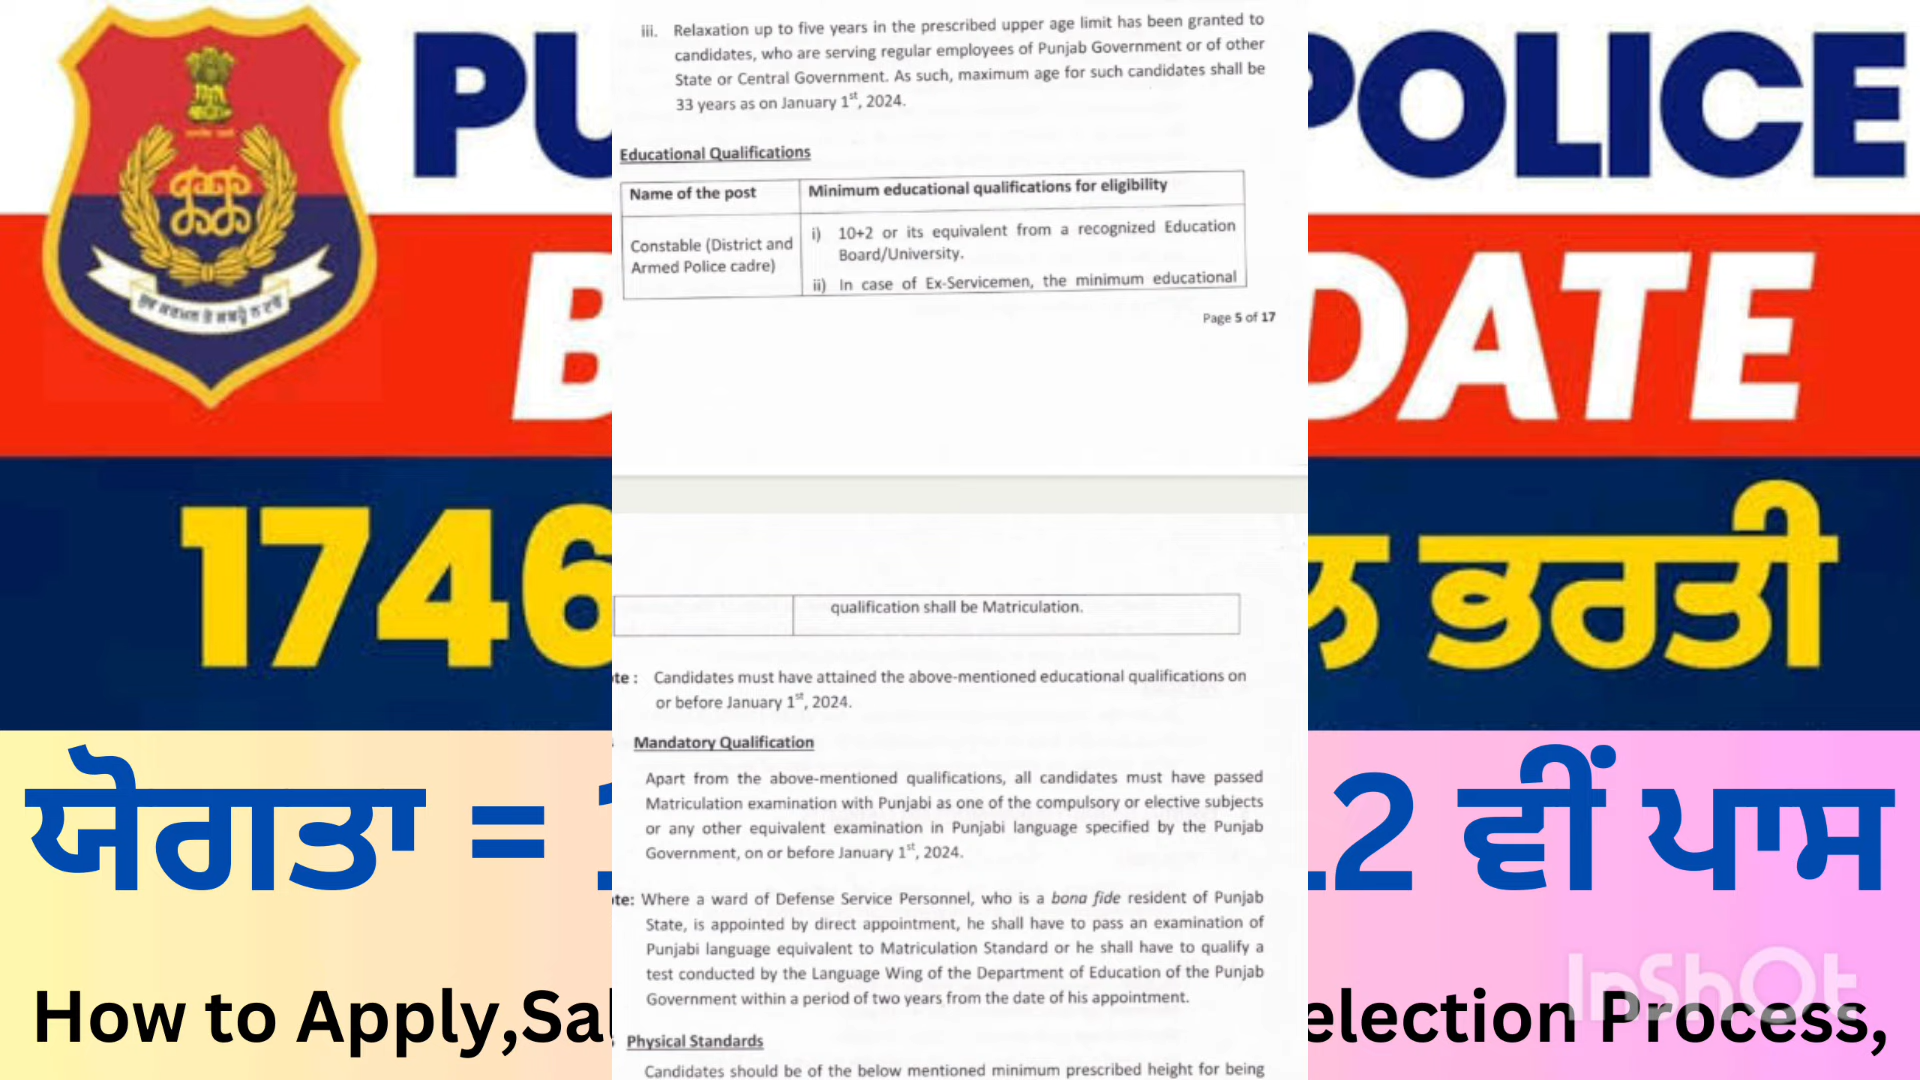 PU
POLICE
B
DATE
1746
ਲ ਭਰਤੀ
ਯੋਗਤਾ = 1
12 ਵੀਂ ਪਾਸ
How to Apply,Sal
election Process,
InShOt
iii. Relaxation up to five years in the prescribed upper age limit has been granted to
candidates, who are serving regular employees of Punjab Government or of other
State or Central Government. As such, maximum age for such candidates shall be
33 years as on January 1st, 2024.
Educational Qualifications
Name of the post
Minimum educational qualifications for eligibility
Constable (District and
Armed Police cadre)
i) 10+2 or its equivalent from a recognized Education
Board/University.
ii) In case of Ex-Servicemen, the minimum educational
Page 5 of 17
qualification shall be Matriculation.
te : Candidates must have attained the above-mentioned educational qualifications on
or before January 1st, 2024.
Mandatory Qualification
Apart from the above-mentioned qualifications, all candidates must have passed
Matriculation examination with Punjabi as one of the compulsory or elective subjects
or any other equivalent examination in Punjabi language specified by the Punjab
Government, on or before January 1st, 2024.
te: Where a ward of Defense Service Personnel, who is a bona fide resident of Punjab
State, is appointed by direct appointment, he shall have to pass an examination of
Punjabi language equivalent to Matriculation Standard or he shall have to qualify a
test conducted by the Language Wing of the Department of Education of the Punjab
Government within a period of two years from the date of his appointment.
Physical Standards
Candidates should be of the below mentioned minimum prescribed height for being